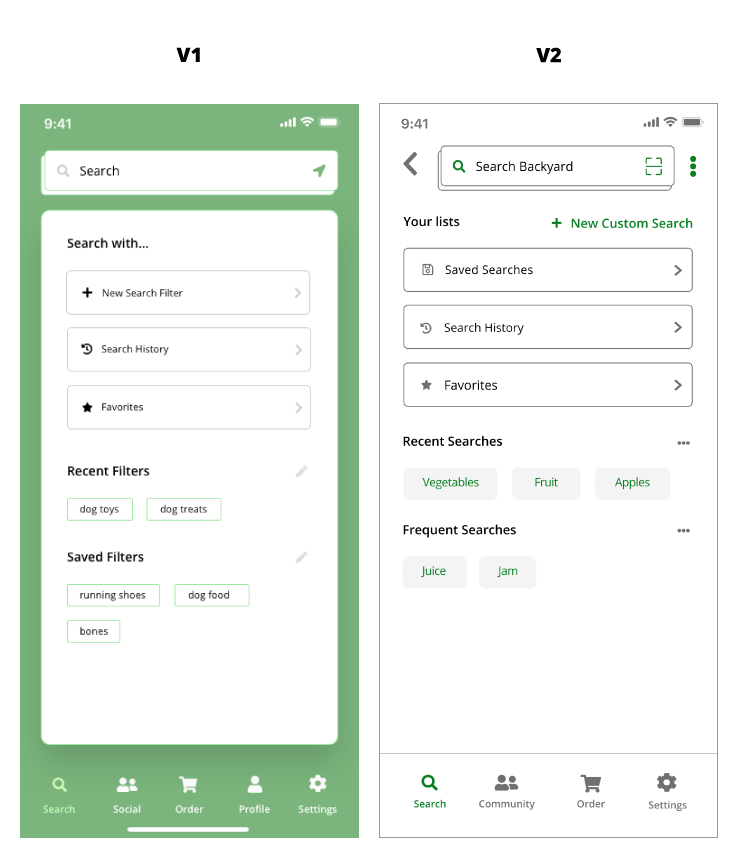 V1
V2
9:41
Search
Search with...
New Search Filter
Search History
Favorites
Recent Filters
dog toys
dog treats
Saved Filters
running shoes
dog food
bones
Search
Social
Order
Profile
Settings
9:41
Search Backyard
Your lists
New Custom Search
Saved Searches
Search History
Favorites
Recent Searches
Vegetables
Fruit
Apples
Frequent Searches
Juice
Jam
Search
Community
Order
Settings